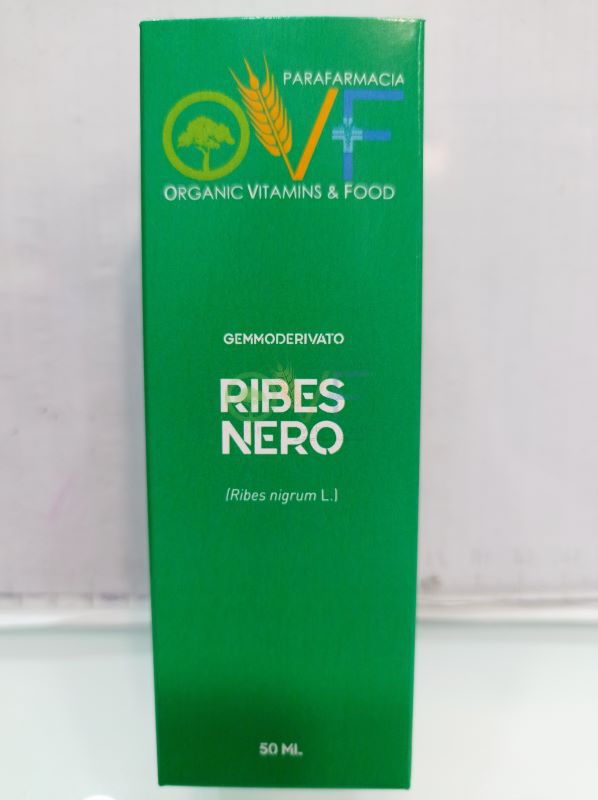 PARAFARMACIA
OVF
ORGANIC VITAMINS & FOOD
GEMMODERIVATO
RIBES
NERO
(Ribes nigrum L.)
50 ML